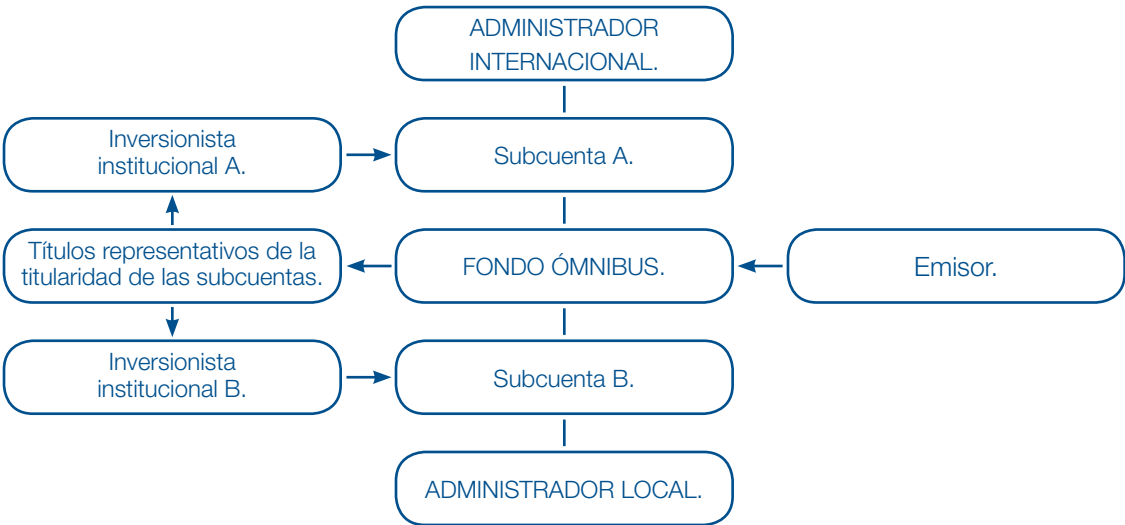 ADMINISTRADOR
INTERNACIONAL.
Inversionista
institucional A.
Subcuenta A.
Títulos representativos de la
titularidad de las subcuentas.
FONDO ÓMNIBUS.
Emisor.
Inversionista
institucional B.
Subcuenta B.
ADMINISTRADOR LOCAL.